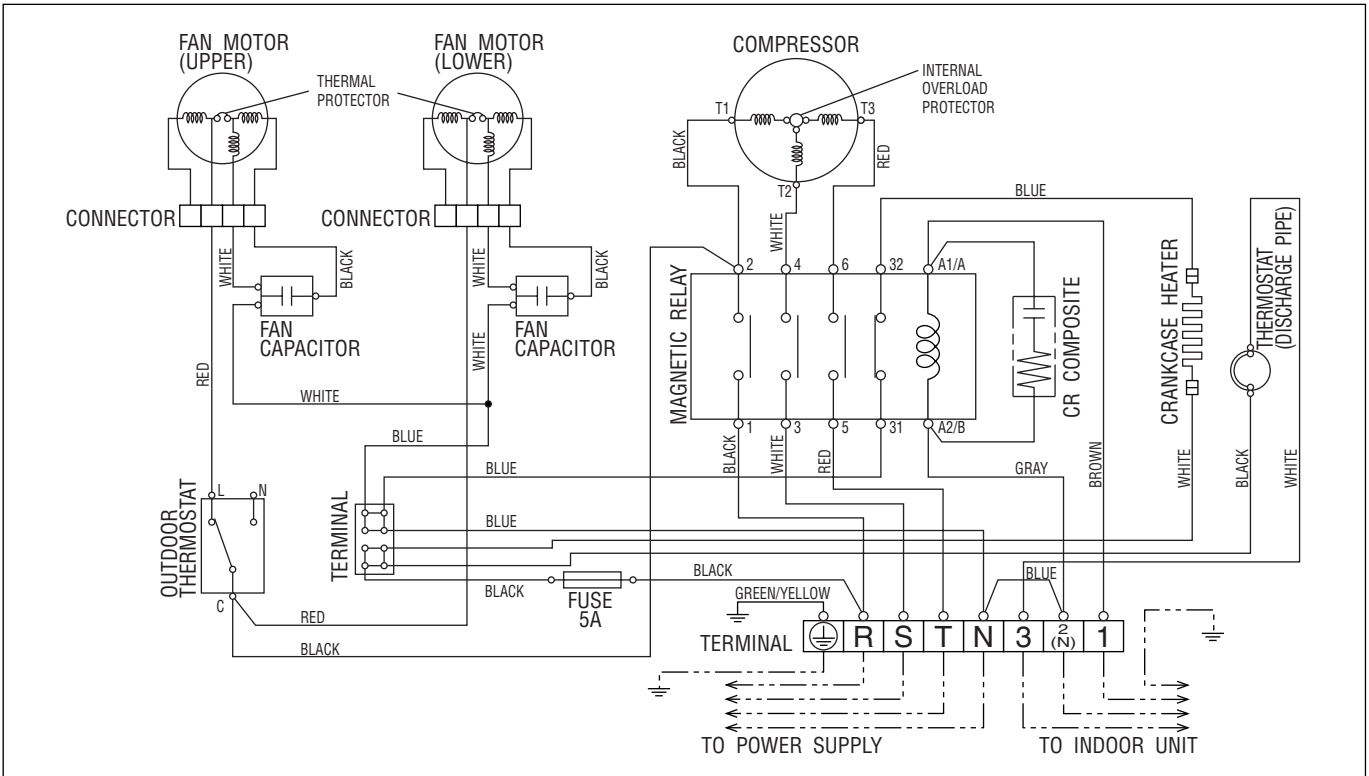 FAN MOTOR
(UPPER)
FAN MOTOR
(LOWER)
COMPRESSOR
THERMAL
PROTECTOR
INTERNAL
OVERLOAD
PROTECTOR
T1
T3
T2
BLACK
RED
WHITE
BLUE
CONNECTOR
CONNECTOR
WHITE
BLACK
WHITE
BLACK
FAN
CAPACITOR
FAN
CAPACITOR
RED
WHITE
WHITE
2
4
6
32
A1/A
MAGNETIC RELAY
CR COMPOSITE
CRANKCASE HEATER
THERMOSTAT
(DISCHARGE PIPE)
1
3
5
31
A2/B
BLUE
BLUE
BLUE
BLACK
WHITE
RED
GRAY
BROWN
WHITE
BLACK
WHITE
OUTDOOR
THERMOSTAT
L
N
C
TERMINAL
BLACK
FUSE
5A
BLACK
BLUE
GREEN/YELLOW
RED
BLACK
TERMINAL
R
S
T
N
3
2
(N)
1
TO POWER SUPPLY
TO INDOOR UNIT